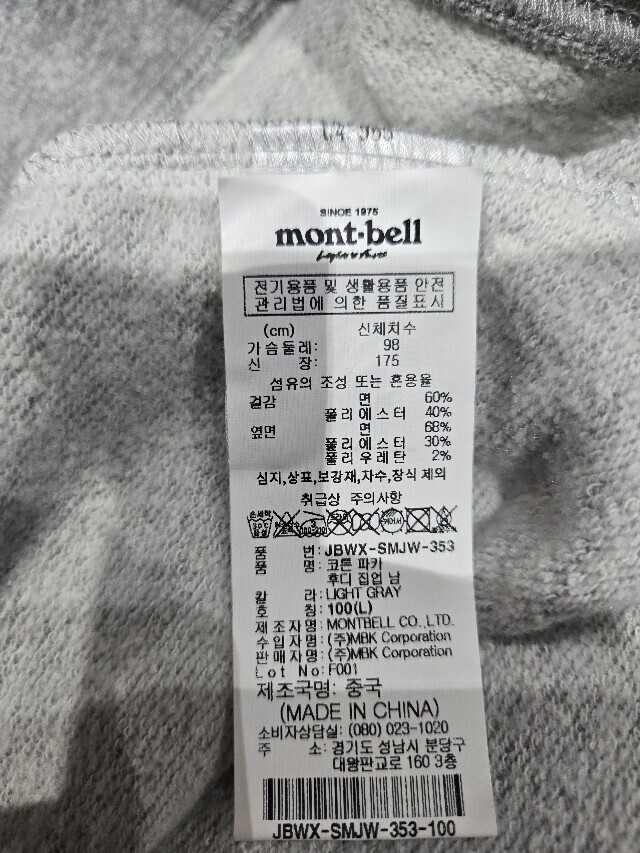 SINCE 1975
mont·bell
전기용품 및 생활용품 안전
관리법에 의한 품질표시
(cm) 신체치수
가슴둘레: 98
신 장: 175
섬유의 조성 또는 혼용율
겉감 면 60%
폴리에스터 40%
옆면 면 68%
폴리에스터 30%
폴리우레탄 2%
심지,상표,보강재,자수,장식 제외
취급상 주의사항
손세탁
30℃
품 번: JBWX-SMJW-353
품 명: 코튼 파카
후디 집업 남
칼 라: LIGHT GRAY
호 칭: 100(L)
제조자명: MONTBELL CO.,LTD.
수입자명: (주)MBK Corporation
판매자명: (주)MBK Corporation
Lot No: F001
제조국명: 중국
(MADE IN CHINA)
소비자상담실: (080) 023-1020
주 소: 경기도 성남시 분당구
대왕판교로 160 3층
JBWX-SMJW-353-100